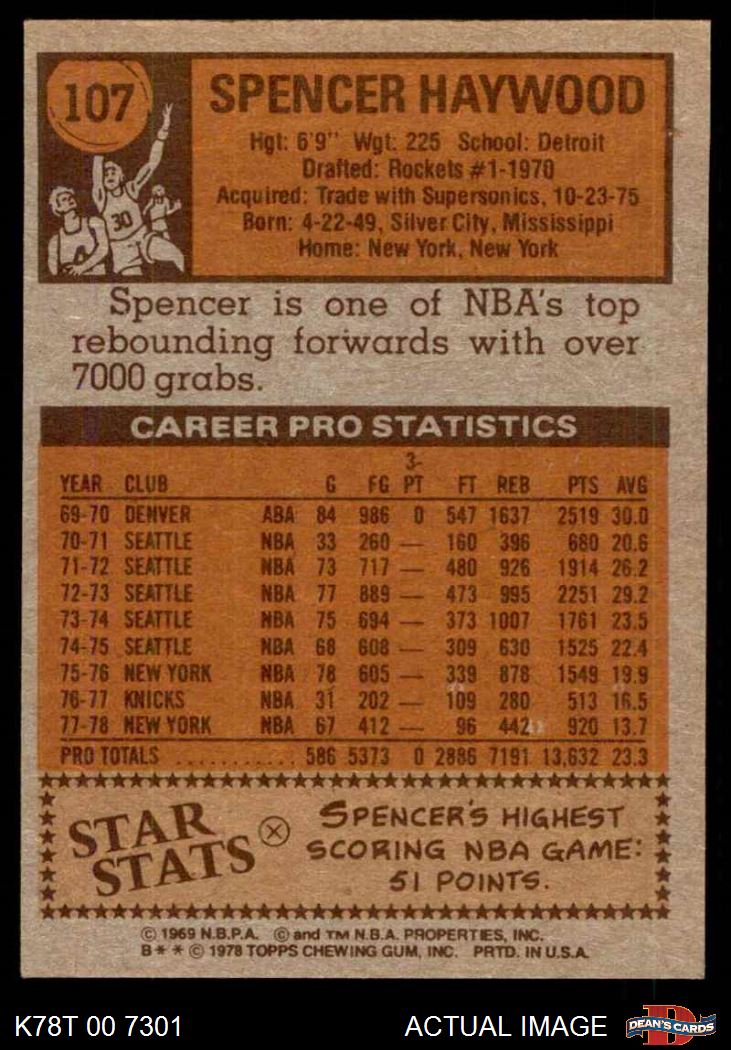 107
SPENCER HAYWOOD
30
Hgt: 6'9" Wgt: 225 School: Detroit
Drafted: Rockets #1-1970
Acquired: Trade with Supersonics, 10-23-75
Born: 4-22-49, Silver City, Mississippi
Home: New York, New York
Spencer is one of NBA's top
rebounding forwards with over
7000 grabs.
CAREER PRO STATISTICS
YEAR CLUB G FG 3-PT FT REB PTS AVG
69-70 DENVER ABA 84 986 0 547 1637 2519 30.0
70-71 SEATTLE NBA 33 260 — 160 396 680 20.6
71-72 SEATTLE NBA 73 717 — 480 926 1914 26.2
72-73 SEATTLE NBA 77 889 — 473 995 2251 29.2
73-74 SEATTLE NBA 75 694 — 373 1007 1761 23.5
74-75 SEATTLE NBA 68 608 — 309 630 1525 22.4
75-76 NEW YORK NBA 78 605 — 339 878 1549 19.9
76-77 KNICKS NBA 31 202 — 109 280 513 16.5
77-78 NEW YORK NBA 67 412 — 96 442 920 13.7
PRO TOTALS ........... 586 5373 0 2886 7191 13,632 23.3
STAR
STATS
SPENCER'S HIGHEST
SCORING NBA GAME:
51 POINTS.
© 1969 N.B.P.A. © and TM N.B.A. PROPERTIES, INC.
B * * © 1978 TOPPS CHEWING GUM, INC. PRTD. IN U.S.A.
K78T 00 7301 ACTUAL IMAGE
D
DEAN'S CARDS